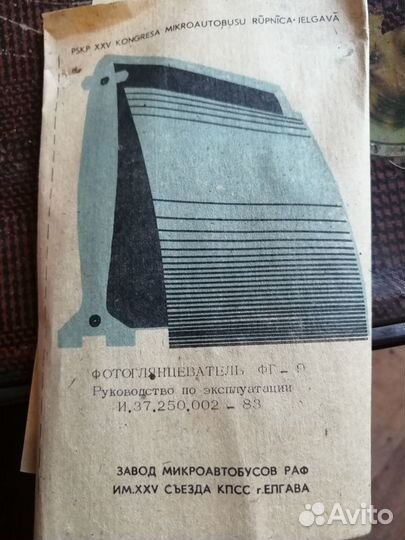 PSKP XXV KONGRESA MIKROAUTOBUSU RŪPNĪCA·JELGAVĀ
ФОТОГЛЯНЦЕВАТЕЛЬ ФГ - 9
Руководство по эксплуатации
И.37.250.002 - 83
ЗАВОД МИКРОАВТОБУСОВ РАФ
ИМ.XXV СЪЕЗДА КПСС г.ЕЛГАВА
Avito